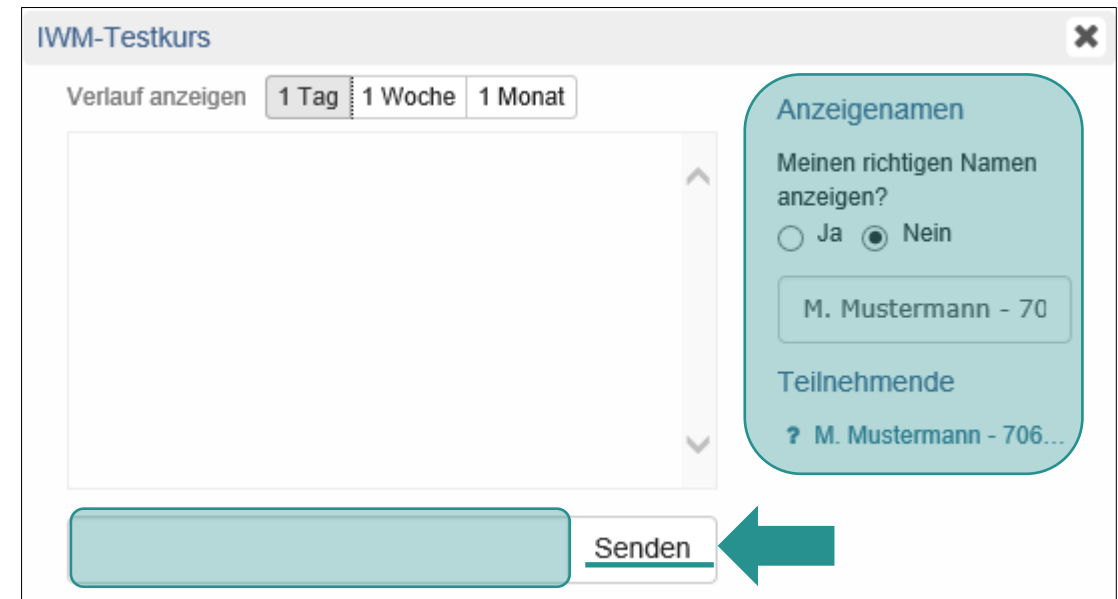 IWM-Testkurs
Verlauf anzeigen 1 Tag 1 Woche 1 Monat
Anzeigenamen
Meinen richtigen Namen
anzeigen?
Ja Nein
M. Mustermann - 70
Teilnehmende
? M. Mustermann - 706...
Senden